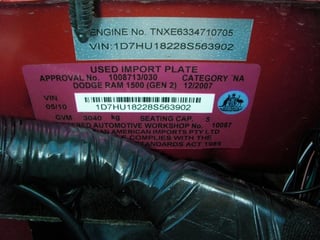 ENGINE No. TNXE6334710705
VIN: 1D7HU18228S563902
USED IMPORT PLATE
APPROVAL No. 1008713/030 CATEGORY NA
DODGE RAM 1500 (GEN 2) 12/2007
VIN
05/10
1D7HU18228S563902
GVM 3040 kg SEATING CAP. 5
AUTOMOTIVE WORKSHOP No. 10087
AMERICAN IMPORTS PTY LTD
COMPLIES WITH THE
STANDARDS ACT 1989